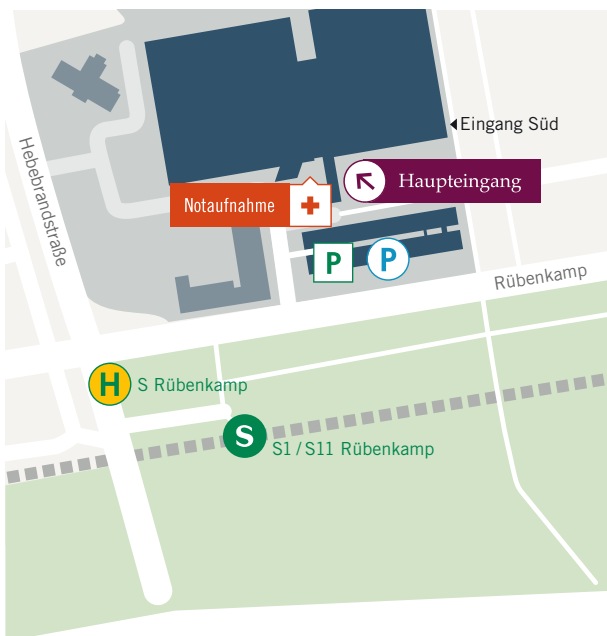 Eingang Süd
Haupteingang
Notaufnahme
Hebebrandstraße
P
P
Rübenkamp
H
S Rübenkamp
S
S1 / S11 Rübenkamp